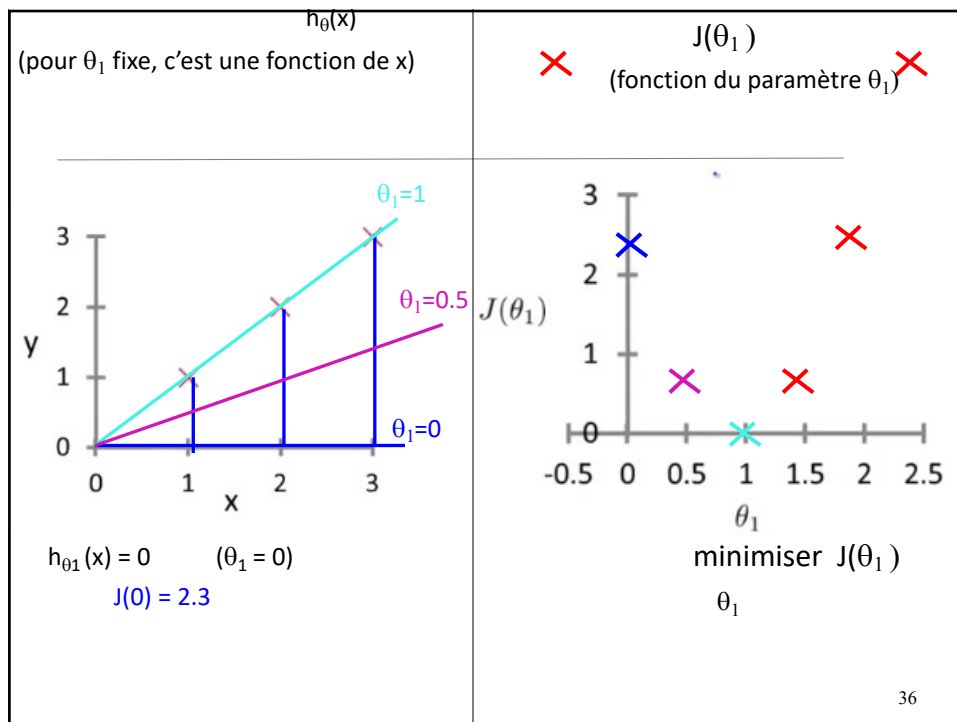 h_θ(x)
(pour θ₁ fixe, c’est une fonction de x)
J(θ₁)
(fonction du paramètre θ₁)
θ₁=1
θ₁=0.5
θ₁=0
3
2
1
0
y
0 1 2 3
x
h_θ1(x) = 0 (θ₁ = 0)
J(0) = 2.3
3
2
1
0
J(θ₁)
-0.5 0 0.5 1 1.5 2 2.5
θ₁
minimiser J(θ₁)
θ₁
36